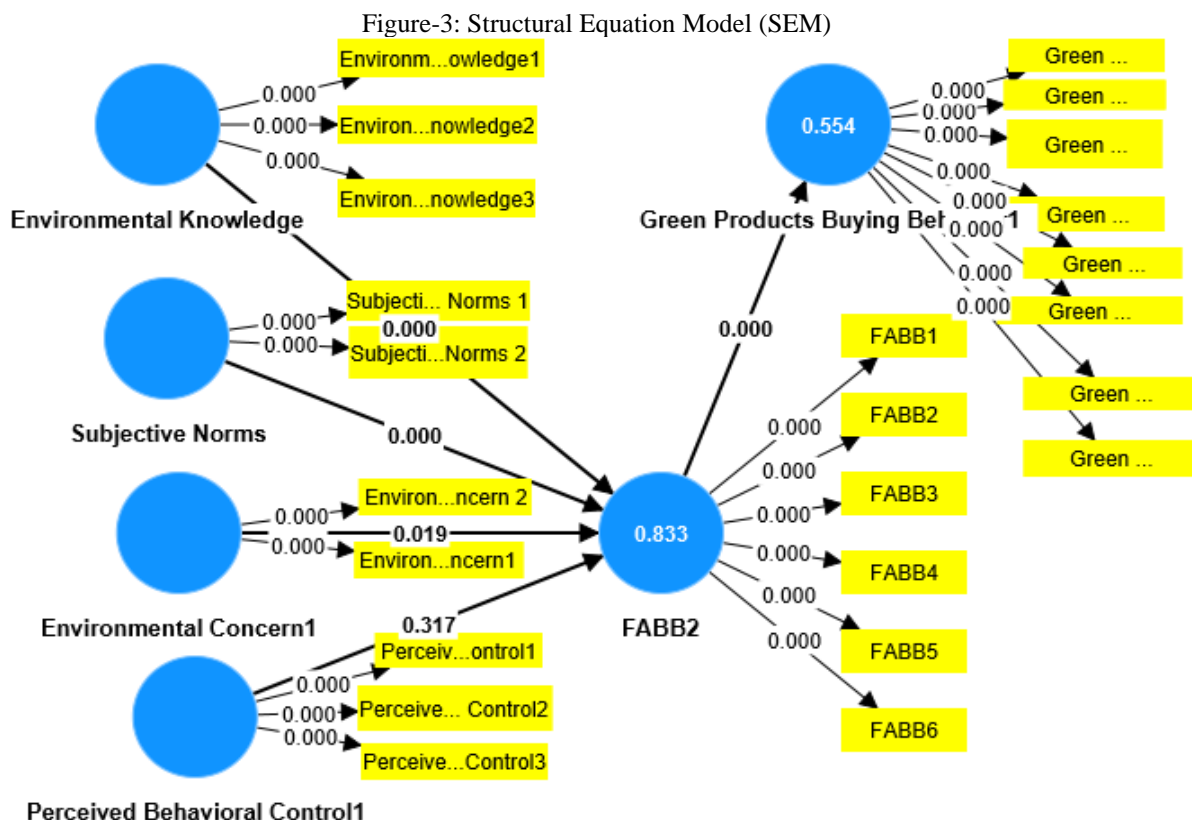 Figure-3: Structural Equation Model (SEM)
Environm...owledge1
0.000
Environ...nowledge2
0.000
Environ...nowledge3
0.000
Environmental Knowledge
Subjecti... Norms 1
0.000
Subjecti...Norms 2
0.000
0.000
Subjective Norms
0.000
Environ...ncern 2
0.000
0.019
Environ...ncern1
0.000
Environmental Concern1
0.317
Perceiv...ontrol1
0.000
Perceive... Control2
0.000
Perceive...Control3
0.000
Perceived Behavioral Control1
0.554
Green Products Buying
0.000
0.833
FABB2
FABB1
0.000
FABB2
0.000
FABB3
0.000
FABB4
0.000
FABB5
0.000
FABB6
0.000
Green ...
0.000
Green ...
0.000
Green ...
0.000
Green ...
0.000
Green ...
0.000
Green ...
0.000
Green ...
0.000
Green ...
0.000